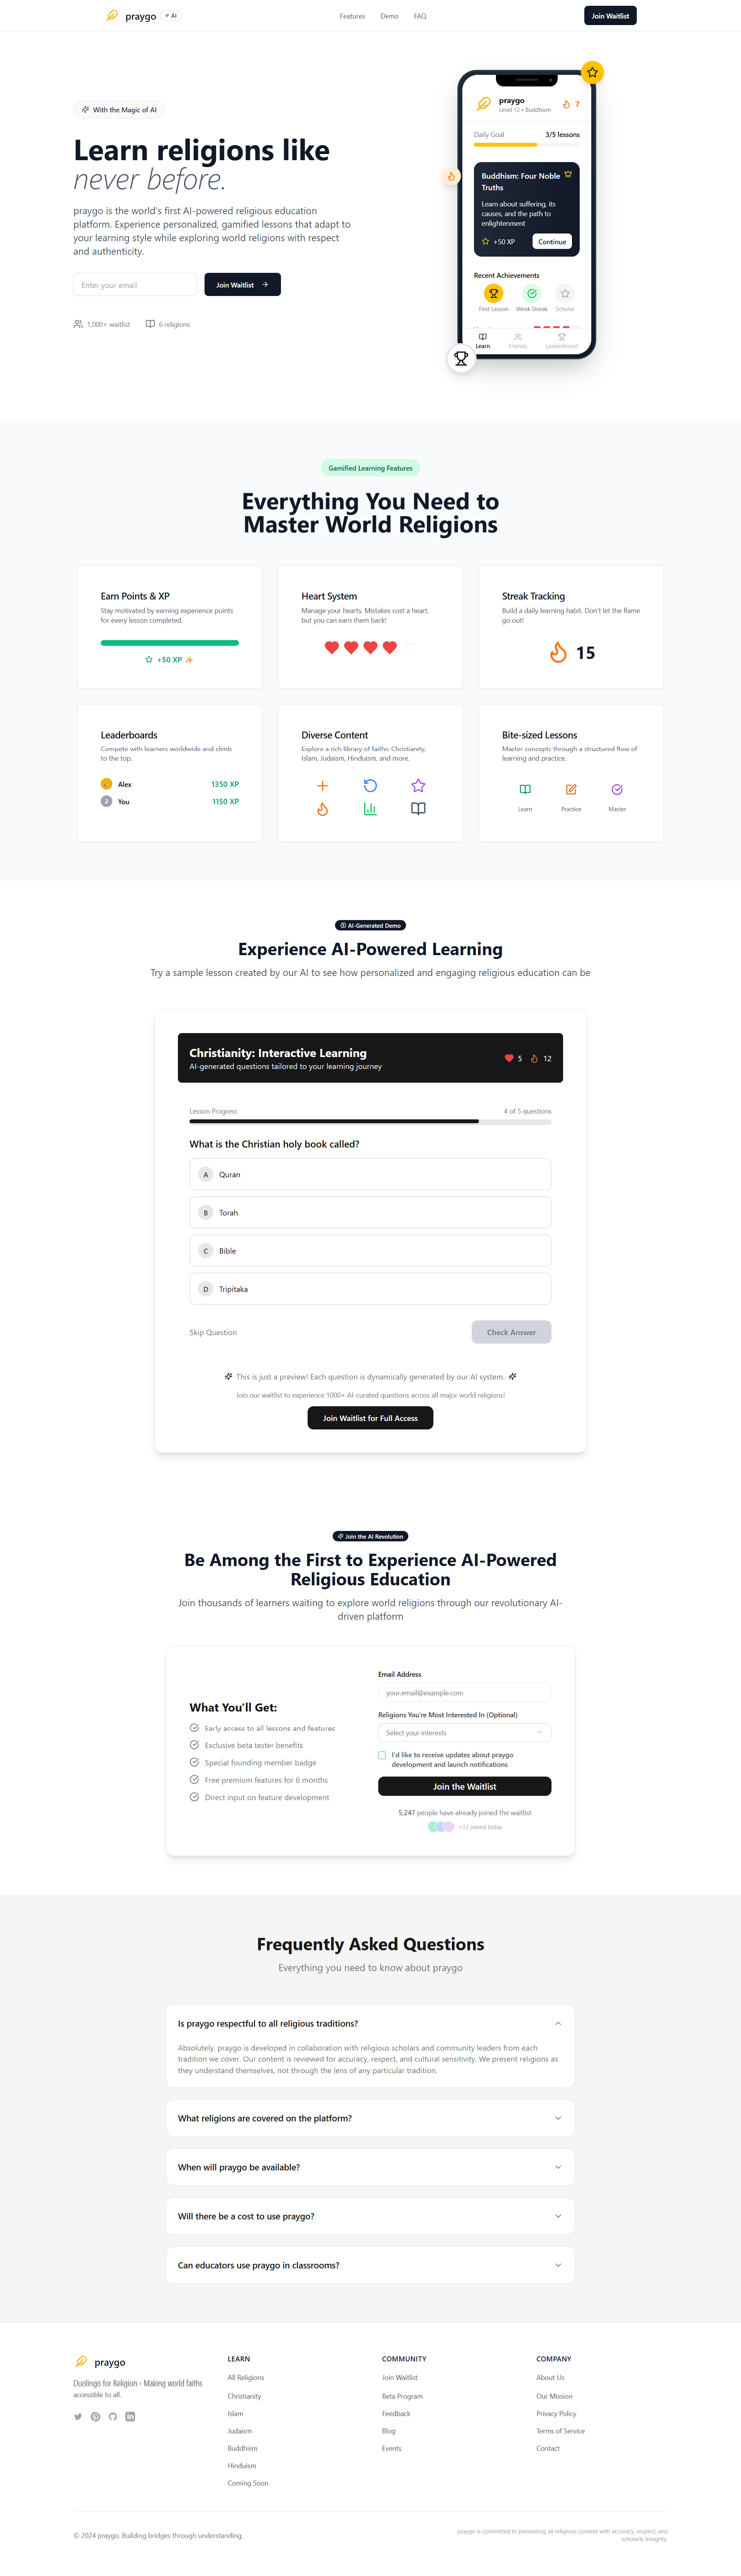 praygo
AI
Features
Demo
FAQ
Join Waitlist
With the Magic of AI
Learn religions like
never before.
praygo is the world's first AI-powered religious education
platform. Experience personalized, gamified lessons that adapt to
your learning style while exploring world religions with respect
and authenticity.
Enter your email
Join Waitlist
1,000+ waitlist
6 religions
praygo
Level 12 • Buddhism
7
Daily Goal
3/5 lessons
Buddhism: Four Noble
Truths
Learn about suffering, its
causes, and the path to
enlightenment
+50 XP
Continue
Recent Achievements
First Lesson
Week Streak
Scholar
Learn
Friends
Leaderboard
Gamified Learning Features
Everything You Need to
Master World Religions
Earn Points & XP
Stay motivated by earning experience points
for every lesson completed.
+50 XP
Heart System
Manage your hearts. Mistakes cost a heart,
but you can earn them back!
Streak Tracking
Build a daily learning habit. Don't let the flame
go out!
15
Leaderboards
Compete with learners worldwide and climb
to the top.
Alex
1350 XP
2
You
1150 XP
Diverse Content
Explore a rich library of faiths: Christianity,
Islam, Judaism, Hinduism, and more.
Bite-sized Lessons
Master concepts through a structured flow of
learning and practice.
Learn
Practice
Master
AI-Generated Demo
Experience AI-Powered Learning
Try a sample lesson created by our AI to see how personalized and engaging religious education can be
Christianity: Interactive Learning
AI-generated questions tailored to your learning journey
5
12
Lesson Progress
4 of 5 questions
What is the Christian holy book called?
A
Quran
B
Torah
C
Bible
D
Tripitaka
Skip Question
Check Answer
This is just a preview! Each question is dynamically generated by our AI system.
Join our waitlist to experience 1000+ AI-curated questions across all major world religions!
Join Waitlist for Full Access
Join the AI Revolution
Be Among the First to Experience AI-Powered
Religious Education
Join thousands of learners waiting to explore world religions through our revolutionary AI-
driven platform
What You'll Get:
Early access to all lessons and features
Exclusive beta tester benefits
Special founding member badge
Free premium features for 6 months
Direct input on feature development
Email Address
your.email@example.com
Religions You're Most Interested In (Optional)
Select your interests
I'd like to receive updates about praygo
development and launch notifications
Join the Waitlist
5,247 people have already joined the waitlist
+12 joined today
Frequently Asked Questions
Everything you need to know about praygo
Is praygo respectful to all religious traditions?
Absolutely. praygo is developed in collaboration with religious scholars and community leaders from each
tradition we cover. Our content is reviewed for accuracy, respect, and cultural sensitivity. We present religions as
they understand themselves, not through the lens of any particular tradition.
What religions are covered on the platform?
When will praygo be available?
Will there be a cost to use praygo?
Can educators use praygo in classrooms?
praygo
Duolingo for Religion - Making world faiths
accessible to all.
LEARN
All Religions
Christianity
Islam
Judaism
Buddhism
Hinduism
Coming Soon
COMMUNITY
Join Waitlist
Beta Program
Feedback
Blog
Events
COMPANY
About Us
Our Mission
Privacy Policy
Terms of Service
Contact
© 2024 praygo. Building bridges through understanding.
praygo is committed to presenting all religious content with accuracy, respect, and
scholarly integrity.